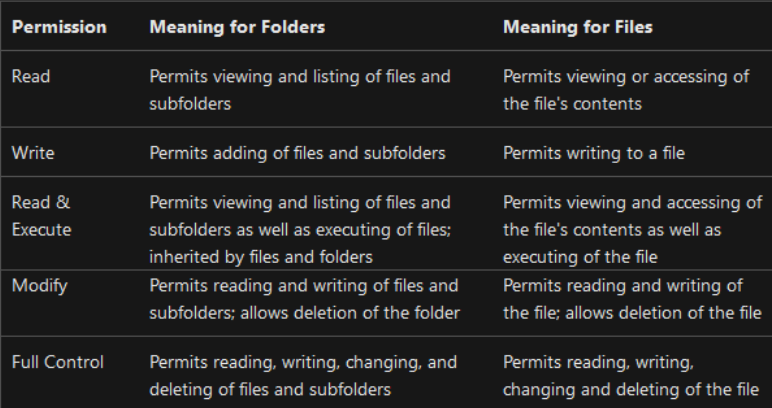 Permission Meaning for Folders Meaning for Files
Read Permits viewing and listing of files and Permits viewing or accessing of
subfolders the file's contents
Write Permits adding of files and subfolders Permits writing to a file
Read & Permits viewing and listing of files and Permits viewing and accessing of
Execute subfolders as well as executing of files; the file's contents as well as
inherited by files and folders executing of the file
Modify Permits reading and writing of files and Permits reading and writing of
subfolders; allows deletion of the folder the file; allows deletion of the file
Full Control Permits reading, writing, changing, and Permits reading, writing,
deleting of files and subfolders changing and deleting of the file